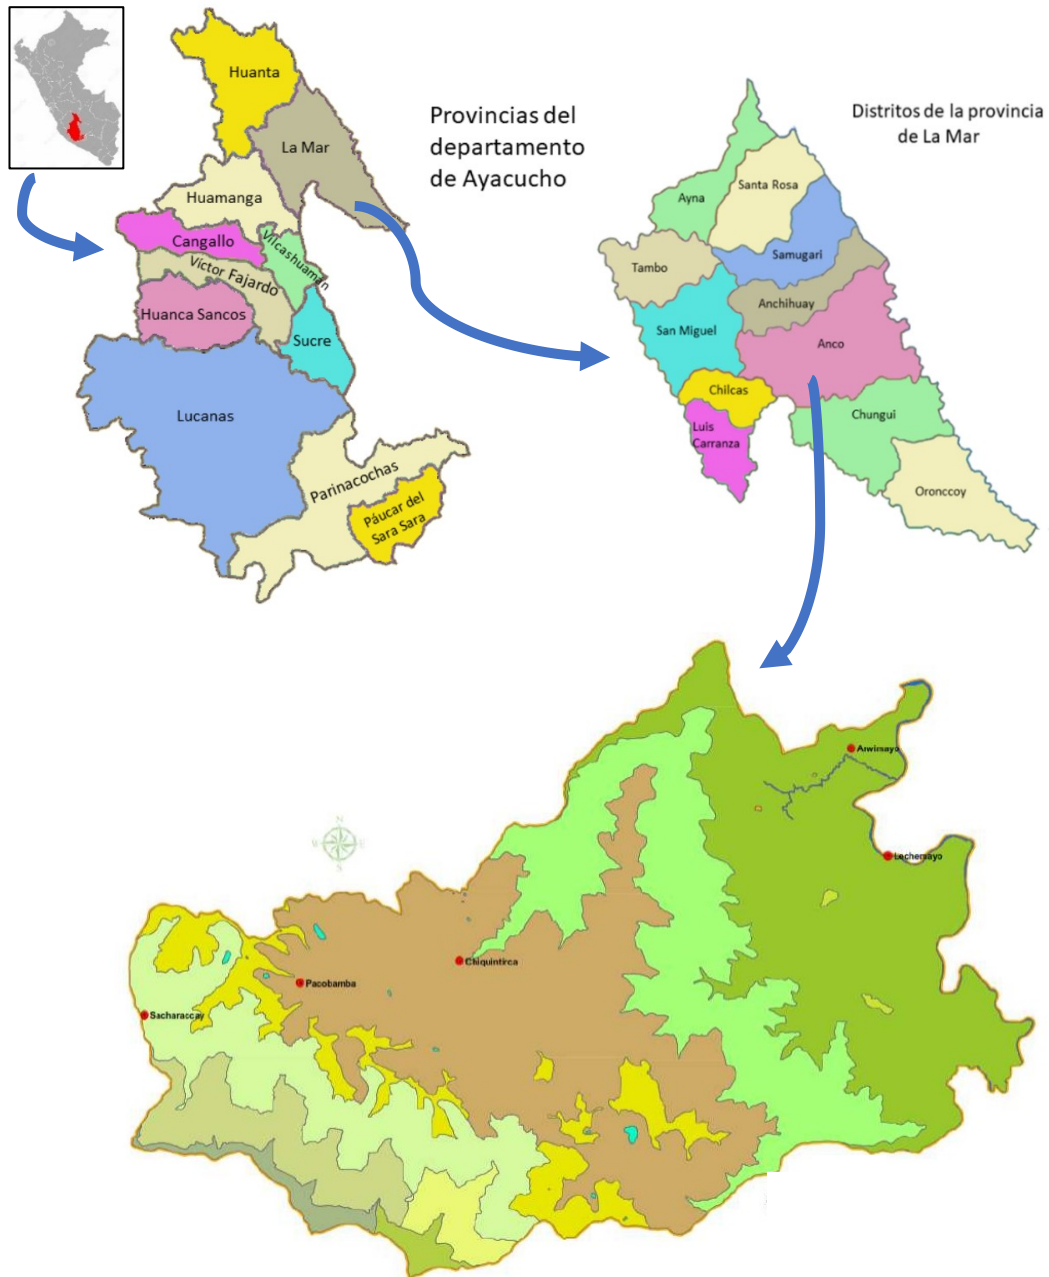 Provincias del
departamento
de Ayacucho
Huanta
La Mar
Huamanga
Cangallo
Vilcashuamán
Víctor Fajardo
Huanca Sancos
Sucre
Lucanas
Parinacochas
Páucar del
Sara Sara
Distritos de la provincia
de La Mar
Ayna
Santa Rosa
Tambo
Samugari
Anchihuay
San Miguel
Anco
Chilcas
Luis
Carranza
Chungui
Oronccoy
N
E
S
Lechemayo
Chiquintirca
Pacobamba
Sacharaccay